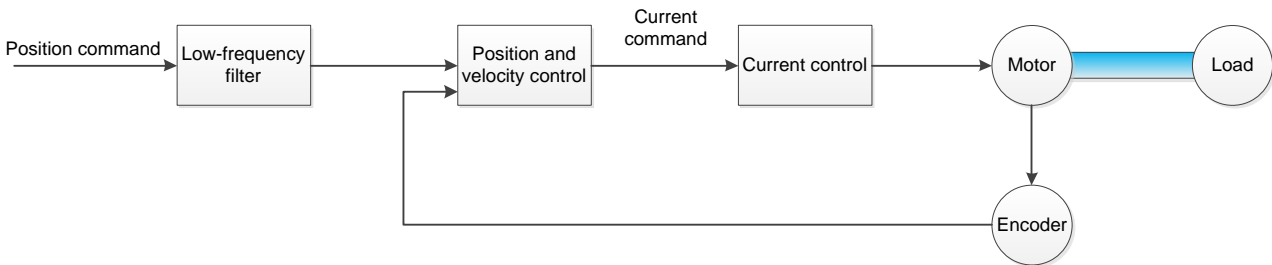 Position command
Low-frequency
filter
Position and
velocity control
Current
command
Current control
Motor
Load
Encoder